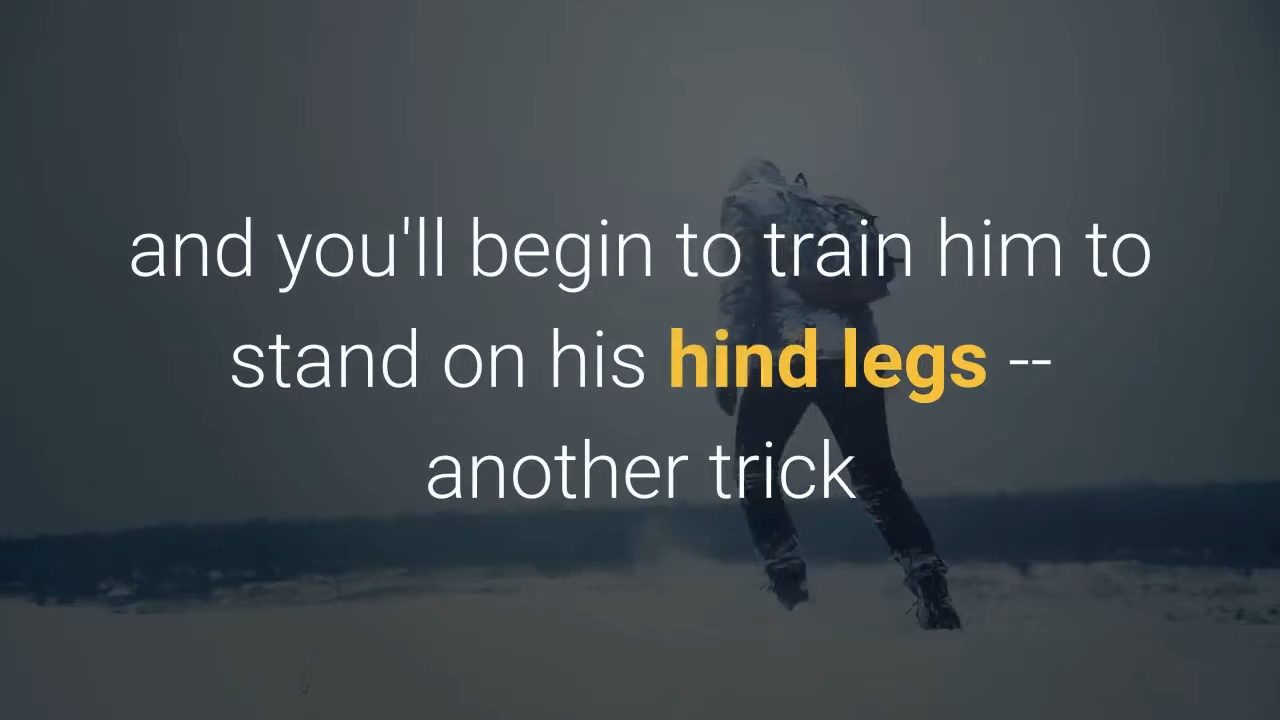 and you'll begin to train him to
stand on his hind legs --
another trick